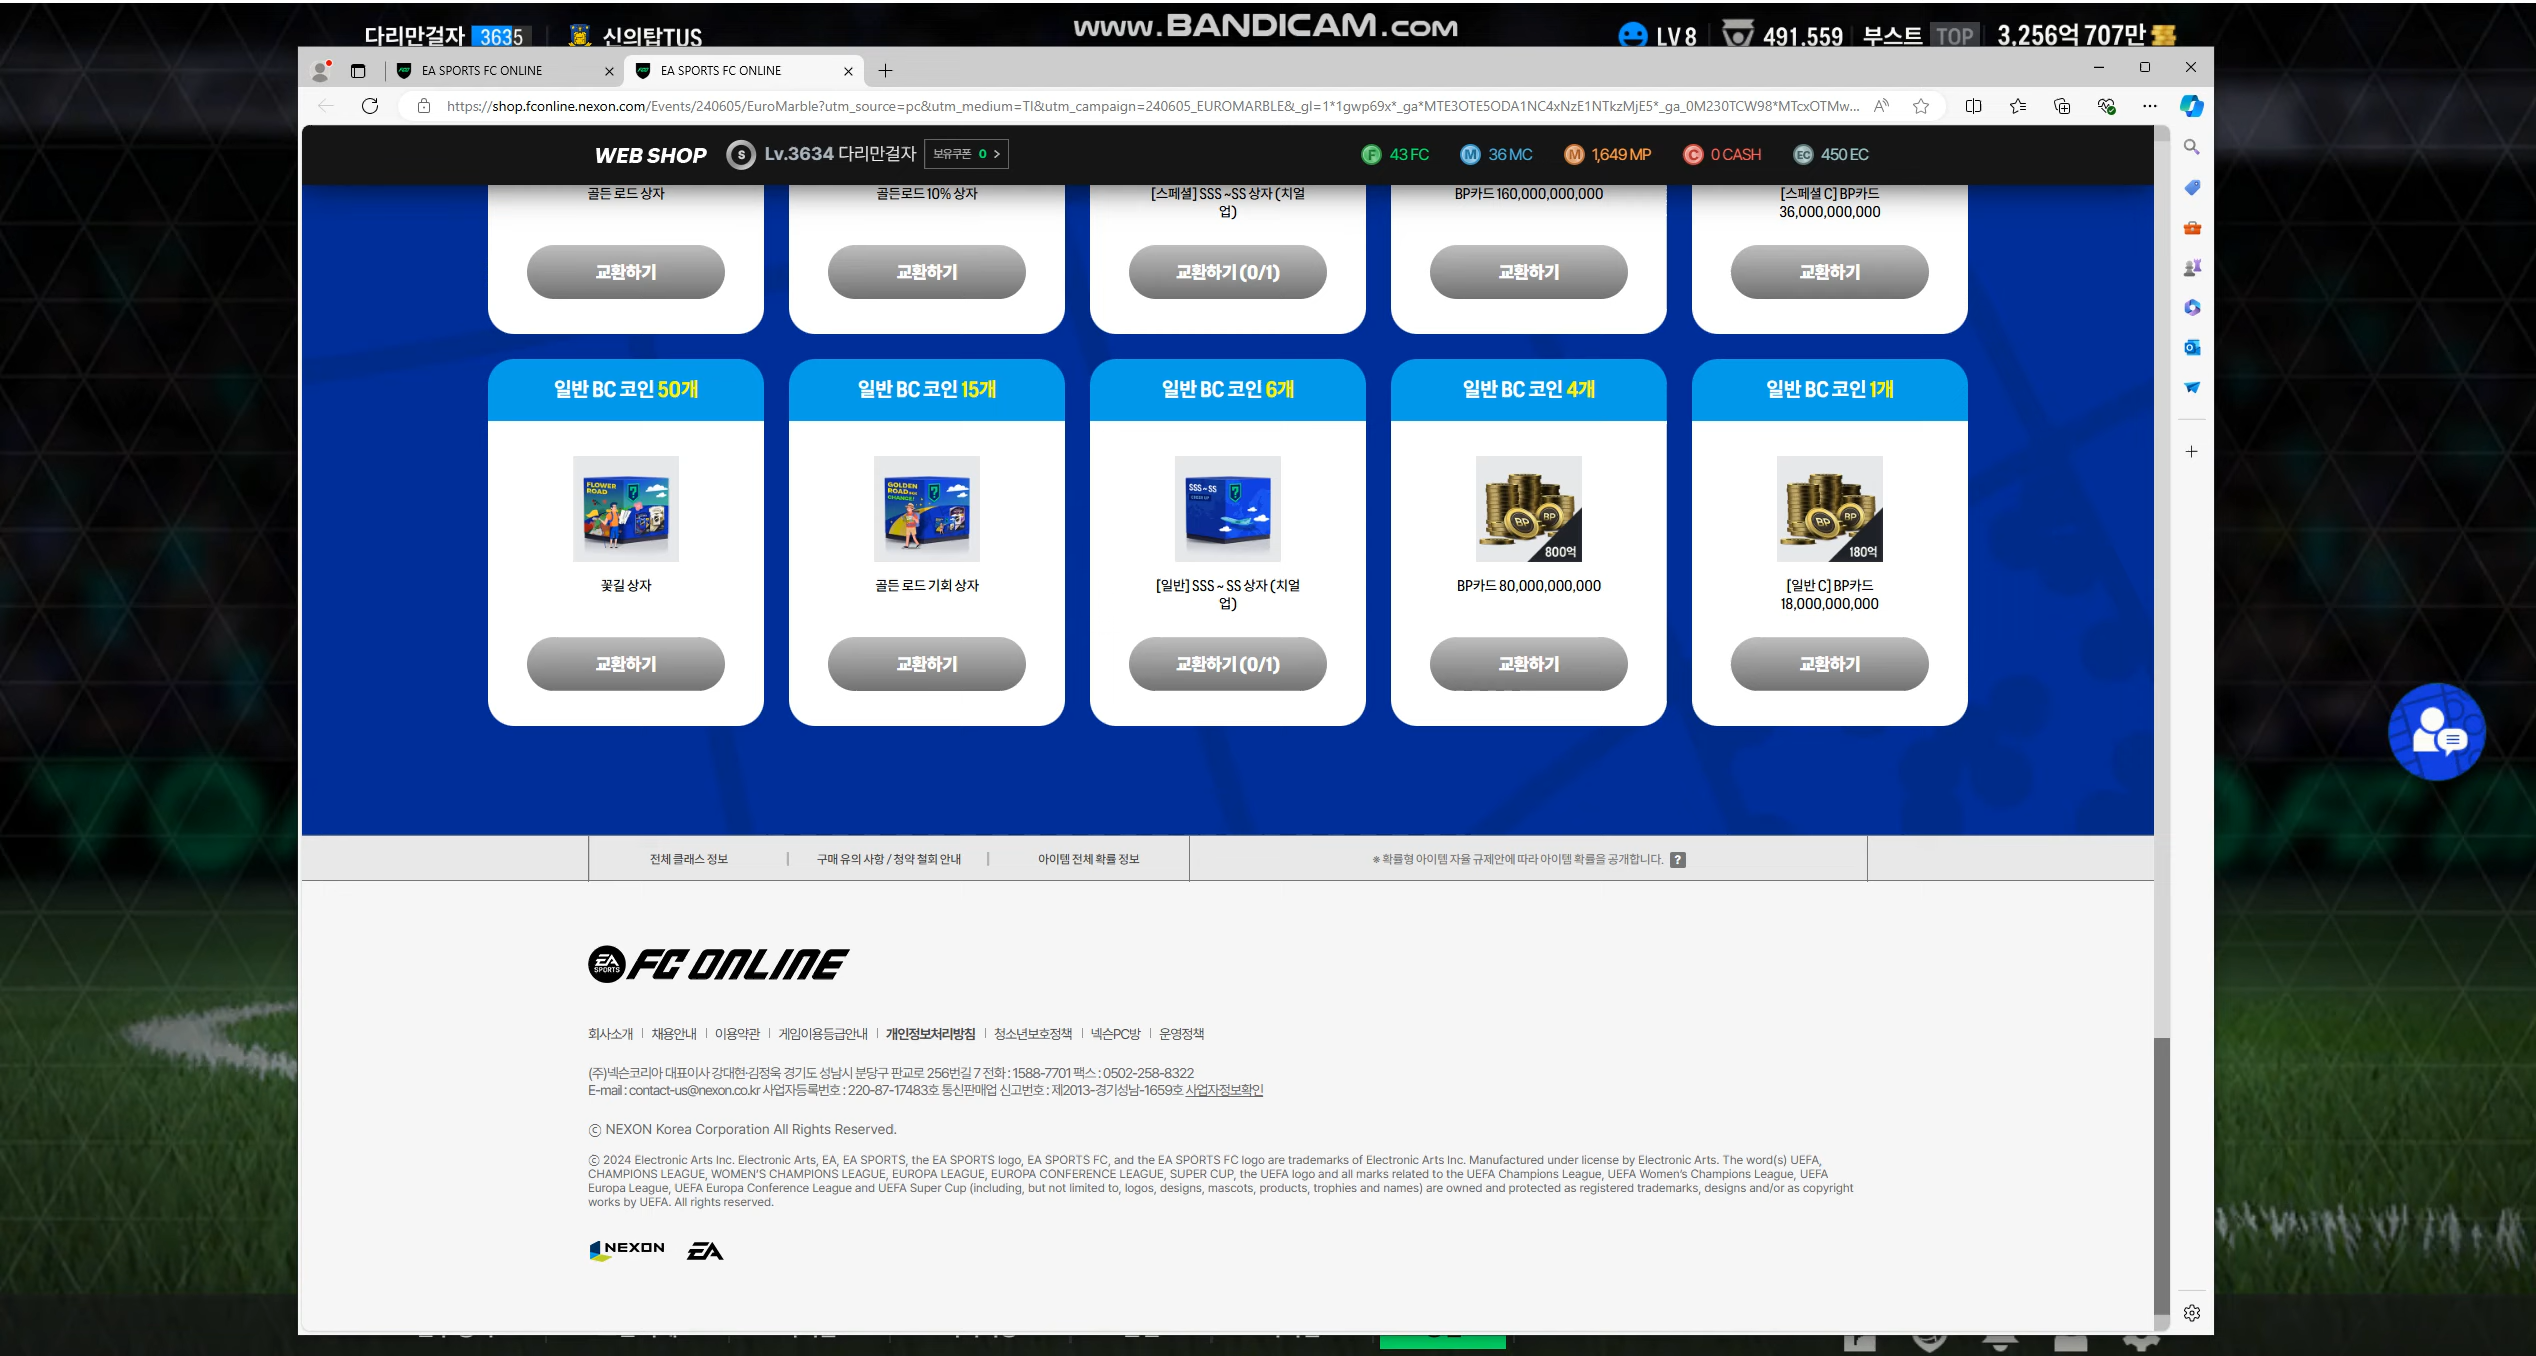 www.BANDICAM.com
다리만걸자 3635 신의탑TUS LV 8 491,559 부스트 TOP 3,256억 707만
EA SPORTS FC ONLINE EA SPORTS FC ONLINE
https://shop.fconline.nexon.com/Events/240605/EuroMarble?utm_source=pc&utm_medium=TI&utm_campaign=240605_EUROMARBLE&_gl=1*1gwp69x*_ga*MTE3OTE5ODA1NC4xNzE1NTkzMjE5*_ga_0M230TCW98*MTcxOTMw...
WEB SHOP S Lv.3634 다리만걸자 보유쿠폰 0 > F 43 FC M 36 MC M 1,649 MP C 0 CASH EC 450 EC
골든 로드 상자
골든로드 10% 상자
[스페셜] SSS ~SS 상자 (치얼
업)
BP카드 160,000,000,000
[스페셜 C] BP카드
36,000,000,000
교환하기
교환하기
교환하기 (0/1)
교환하기
교환하기
일반 BC 코인 50개
일반 BC 코인 15개
일반 BC 코인 6개
일반 BC 코인 4개
일반 BC 코인 1개
FLOWER
ROAD
GOLDEN
ROAD
CHANCE!
SSS ~ SS
BP BP
800억
BP BP
180억
꽃길 상자
골든 로드 기회 상자
[일반] SSS ~ SS 상자 (치얼
업)
BP카드 80,000,000,000
[일반 C] BP카드
18,000,000,000
교환하기
교환하기
교환하기 (0/1)
교환하기
교환하기
전체 클래스 정보 | 구매 유의 사항 / 청약 철회 안내 | 아이템 전체 확률 정보 ※ 확률형 아이템 자율 규제안에 따라 아이템 확률을 공개합니다. ?
EA SPORTS FC ONLINE
회사소개 | 채용안내 | 이용약관 | 게임이용등급안내 | 개인정보처리방침 | 청소년보호정책 | 넥슨PC방 | 운영정책
(주)넥슨코리아 대표이사 강대현·김정욱 경기도 성남시 분당구 판교로 256번길 7 전화 : 1588-7701 팩스 : 0502-258-8322
E-mail : contact-us@nexon.co.kr 사업자등록번호 : 220-87-17483호 통신판매업 신고번호 : 제2013-경기성남-1659호 사업자정보확인
ⓒ NEXON Korea Corporation All Rights Reserved.
ⓒ 2024 Electronic Arts Inc. Electronic Arts, EA, EA SPORTS, the EA SPORTS logo, EA SPORTS FC, and the EA SPORTS FC logo are trademarks of Electronic Arts Inc. Manufactured under license by Electronic Arts. The word(s) UEFA,
CHAMPIONS LEAGUE, WOMEN'S CHAMPIONS LEAGUE, EUROPA LEAGUE, EUROPA CONFERENCE LEAGUE, SUPER CUP, the UEFA logo and all marks related to the UEFA Champions League, UEFA Women's Champions League, UEFA
Europa League, UEFA Europa Conference League and UEFA Super Cup (including, but not limited to, logos, designs, mascots, products, trophies and names) are owned and protected as registered trademarks, designs and/or as copyright
works by UEFA. All rights reserved.
NEXON EA